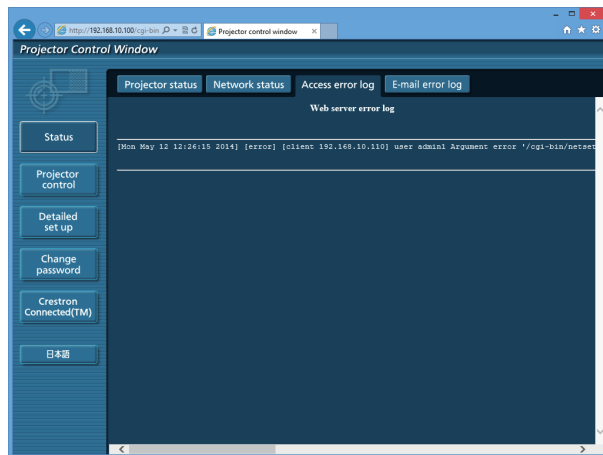 http://192.168.10.100/cgi-bin
Projector control window
Projector Control Window
Projector status
Network status
Access error log
E-mail error log
Web server error log
[Mon May 12 12:26:15 2014] [error] [client 192.168.10.110] user admin1 Argument error '/cgi-bin/netset
Status
Projector
control
Detailed
set up
Change
password
Crestron
Connected(TM)
日本語